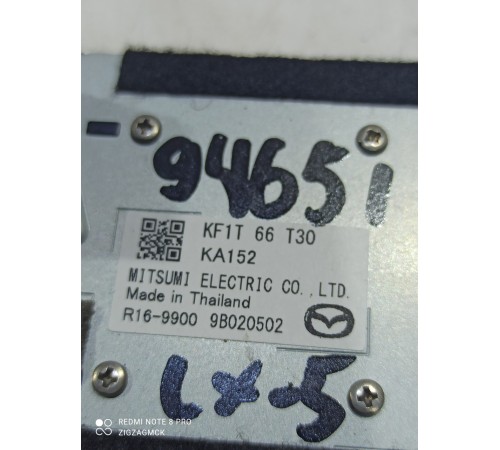 94651
KF1T 66 T30
KA152
MITSUMI ELECTRIC CO.,LTD.
Made in Thailand
R16-9900 9B020502
cx-5
REDMI NOTE 8 PRO
ZIGZAGMCK